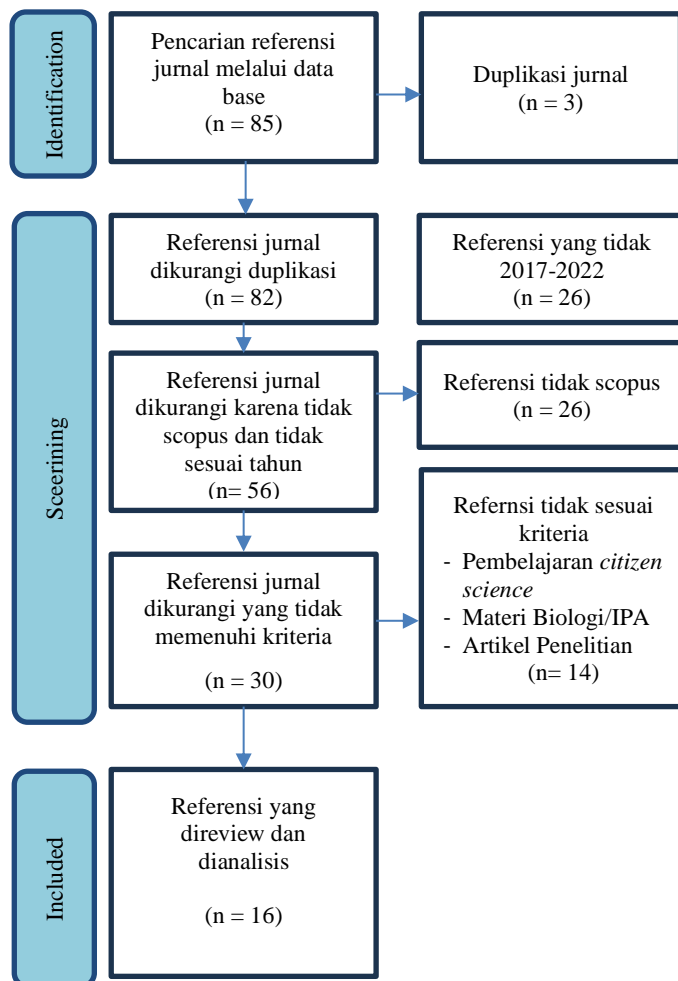 Identification
Pencarian referensi
jurnal melalui data
base
(n = 85)
Duplikasi jurnal
(n = 3)
Sceerining
Referensi jurnal
dikurangi duplikasi
(n = 82)
Referensi yang tidak
2017-2022
(n = 26)
Referensi jurnal
dikurangi karena tidak
scopus dan tidak
sesuai tahun
(n= 56)
Referensi tidak scopus
(n = 26)
Referensi jurnal
dikurangi yang tidak
memenuhi kriteria
(n = 30)
Refernsi tidak sesuai
kriteria
- Pembelajaran citizen
science
- Materi Biologi/IPA
- Artikel Penelitian
(n= 14)
Included
Referensi yang
direview dan
dianalisis
(n = 16)